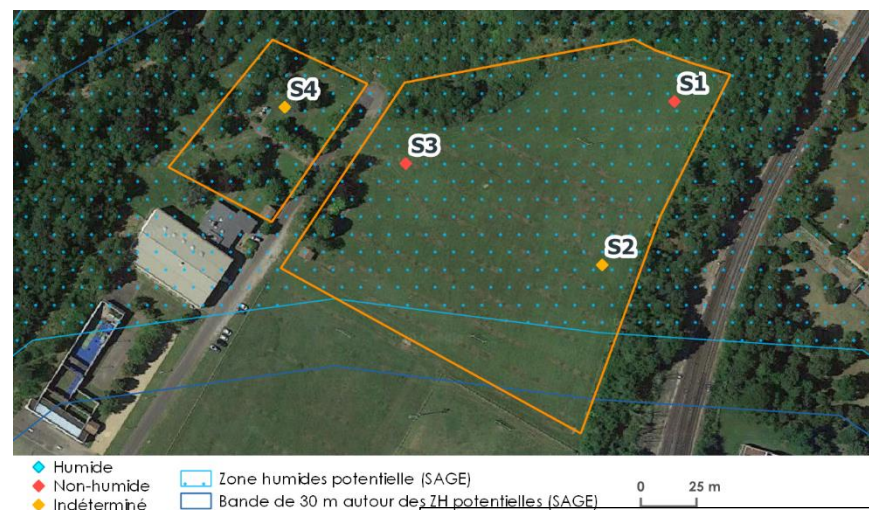 S4
S1
S3
S2
Humide
Non-humide
Indéterminé
Zone humides potentielle (SAGE)
Bande de 30 m autour des ZH potentielles (SAGE)
0 25 m